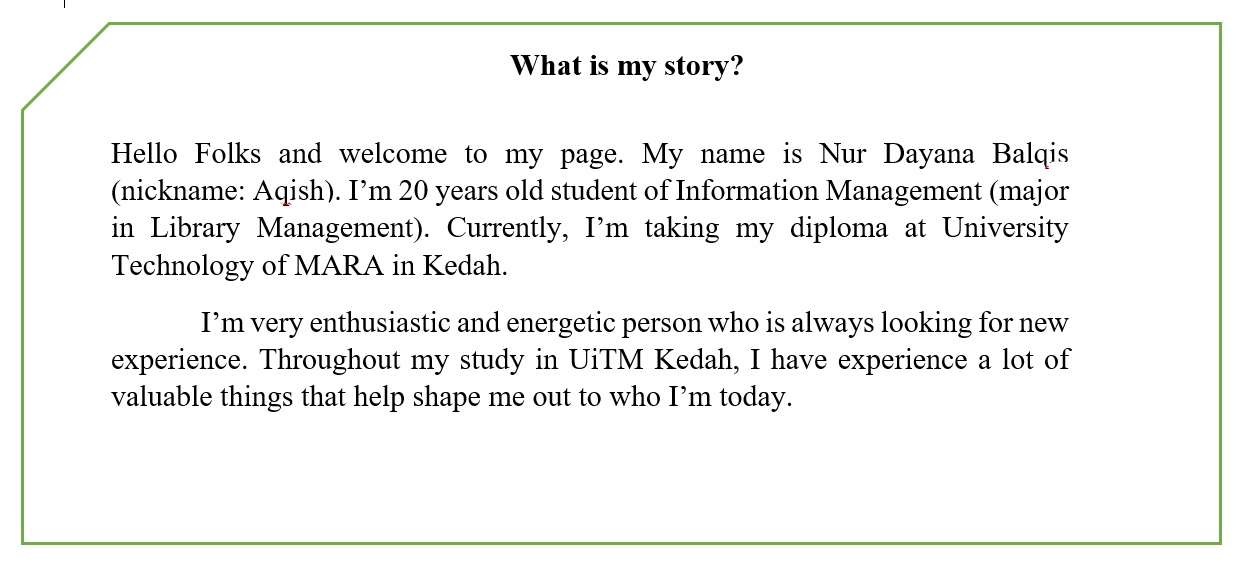 What is my story?
Hello Folks and welcome to my page. My name is Nur Dayana Balqis
(nickname: Aqish). I’m 20 years old student of Information Management (major
in Library Management). Currently, I’m taking my diploma at University
Technology of MARA in Kedah.
I’m very enthusiastic and energetic person who is always looking for new
experience. Throughout my study in UiTM Kedah, I have experience a lot of
valuable things that help shape me out to who I’m today.